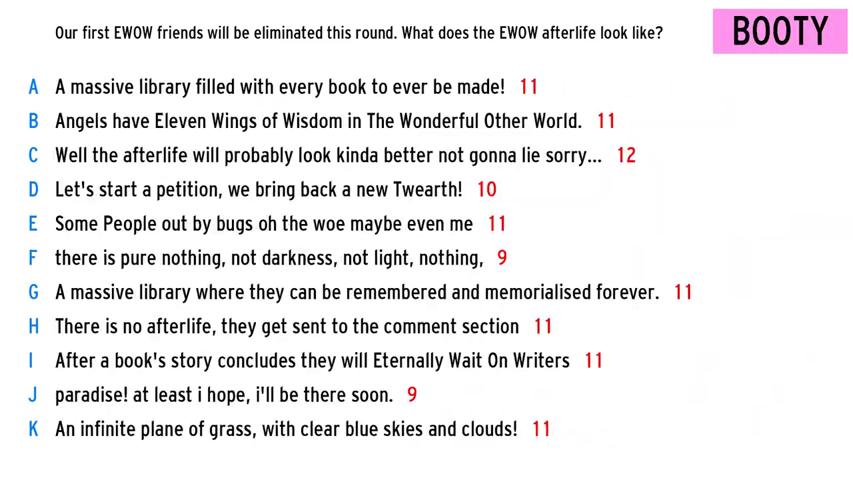 Our first EWOW friends will be eliminated this round. What does the EWOW afterlife look like?
BOOTY
A A massive library filled with every book to ever be made! 11
B Angels have Eleven Wings of Wisdom in The Wonderful Other World. 11
C Well the afterlife will probably look kinda better not gonna lie sorry... 12
D Let's start a petition, we bring back a new Twearth! 10
E Some People out by bugs oh the woe maybe even me 11
F there is pure nothing, not darkness, not light, nothing, 9
G A massive library where they can be remembered and memorialised forever. 11
H There is no afterlife, they get sent to the comment section 11
I After a book's story concludes they will Eternally Wait On Writers 11
J paradise! at least i hope, i'll be there soon. 9
K An infinite plane of grass, with clear blue skies and clouds! 11